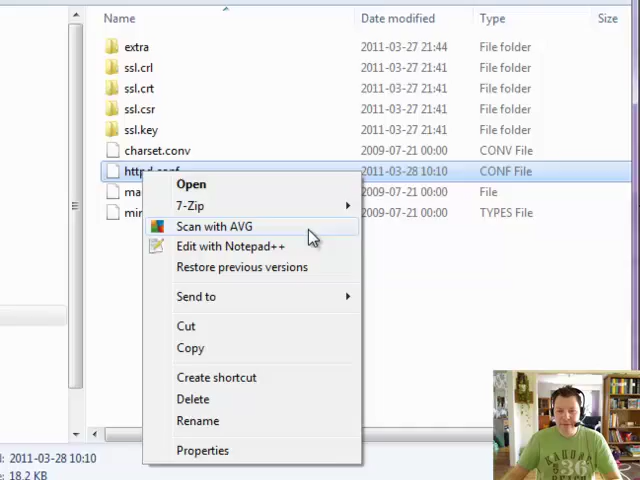 Name Date modified Type Size
extra 2011-03-27 21:44 File folder
ssl.crl 2011-03-27 21:41 File folder
ssl.crt 2011-03-27 21:41 File folder
ssl.csr 2011-03-27 21:41 File folder
ssl.key 2011-03-27 21:41 File folder
charset.conv 2009-07-21 00:00 CONV File
httpd.conf 2011-03-28 10:10 CONF File
ma 2009-07-21 00:00 File
mim 2009-07-21 00:00 TYPES File
Open
7-Zip
Scan with AVG
Edit with Notepad++
Restore previous versions
Send to
Cut
Copy
Create shortcut
Delete
Rename
Properties
d: 2011-03-28 10:10
: 18.2 KB
36